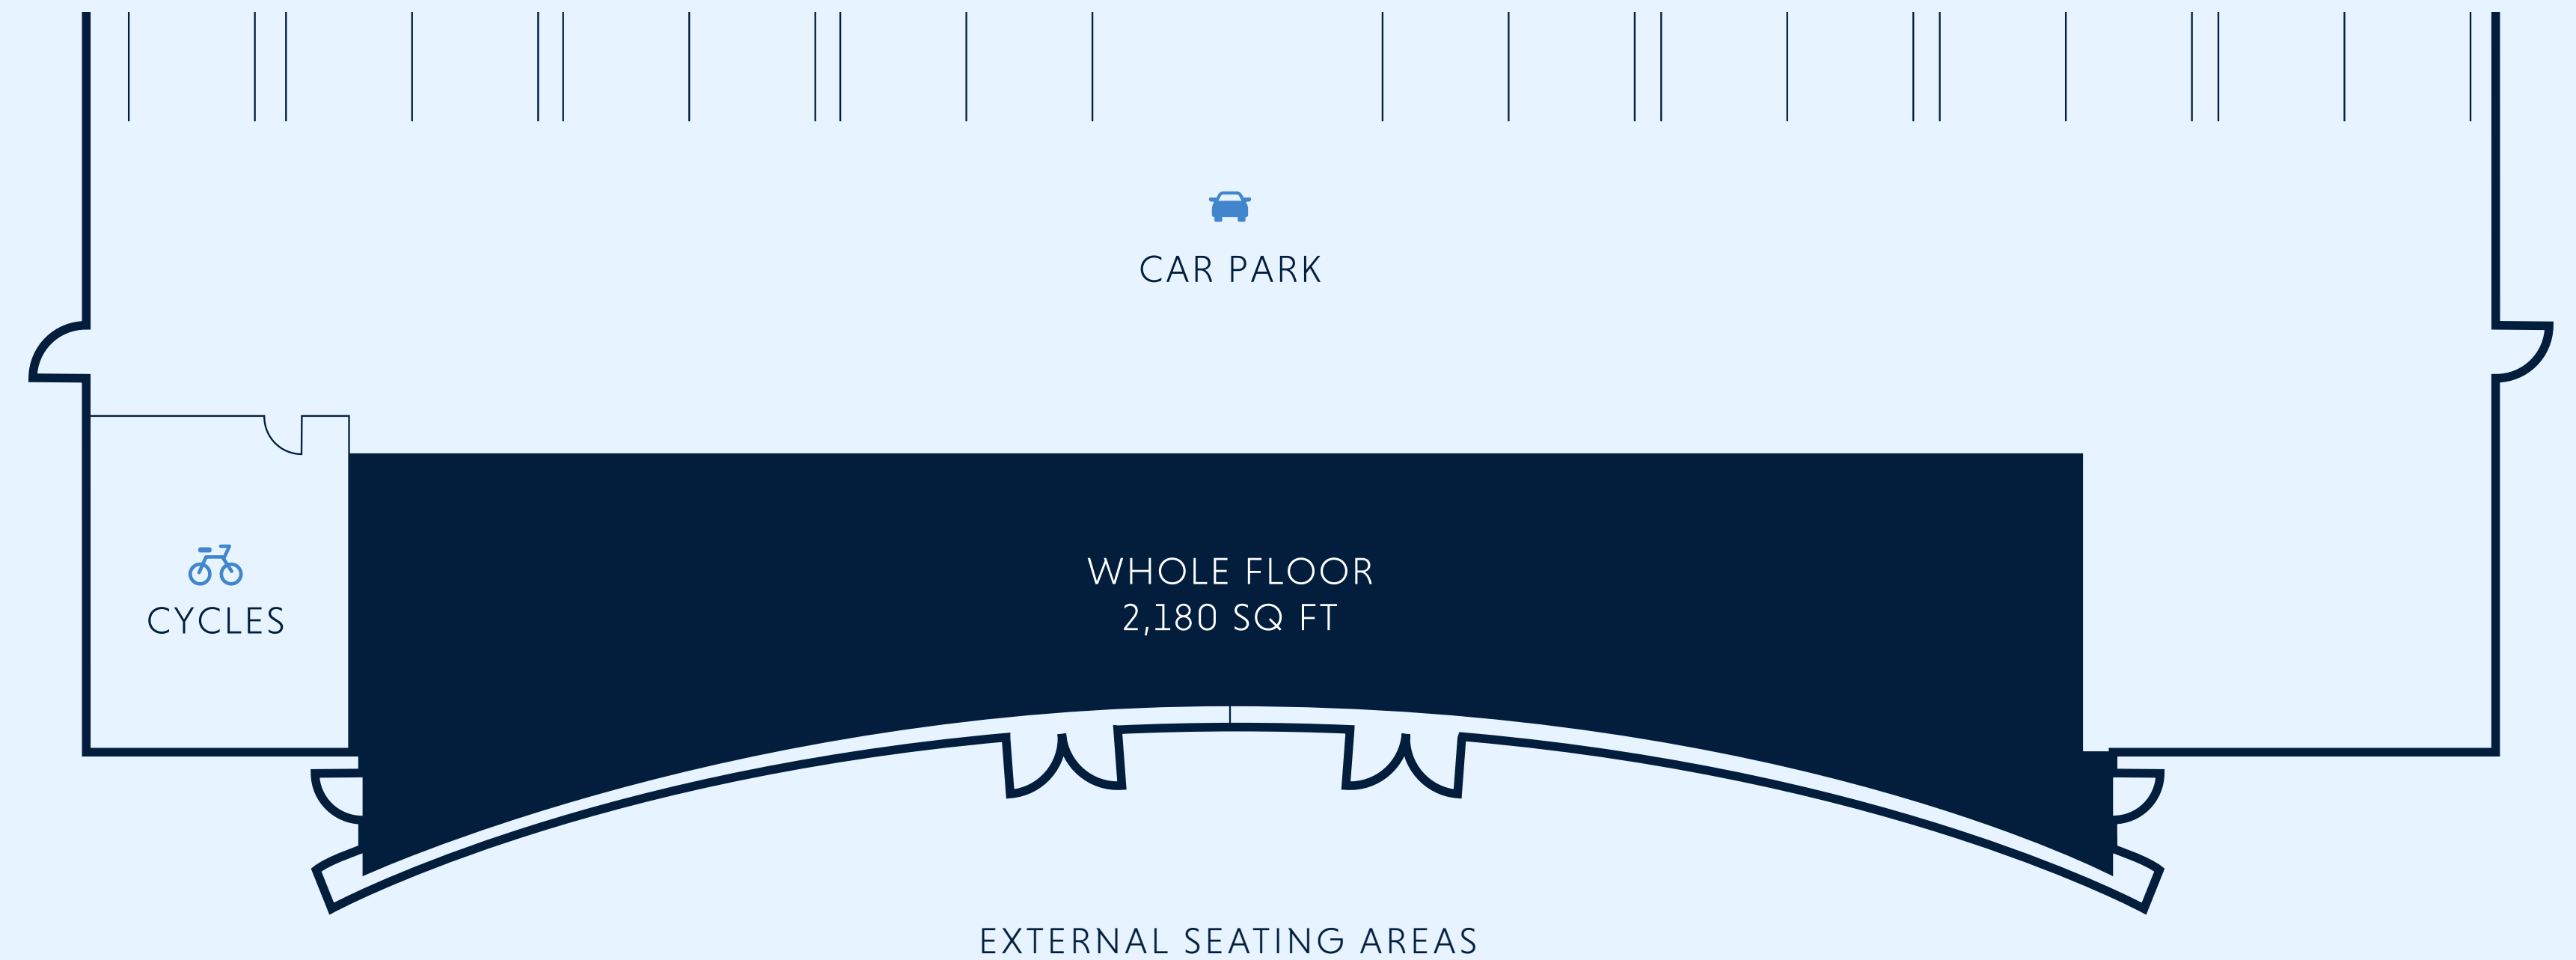 CAR PARK
WHOLE FLOOR
2,180 SQ FT
CYCLES
EXTERNAL SEATING AREAS